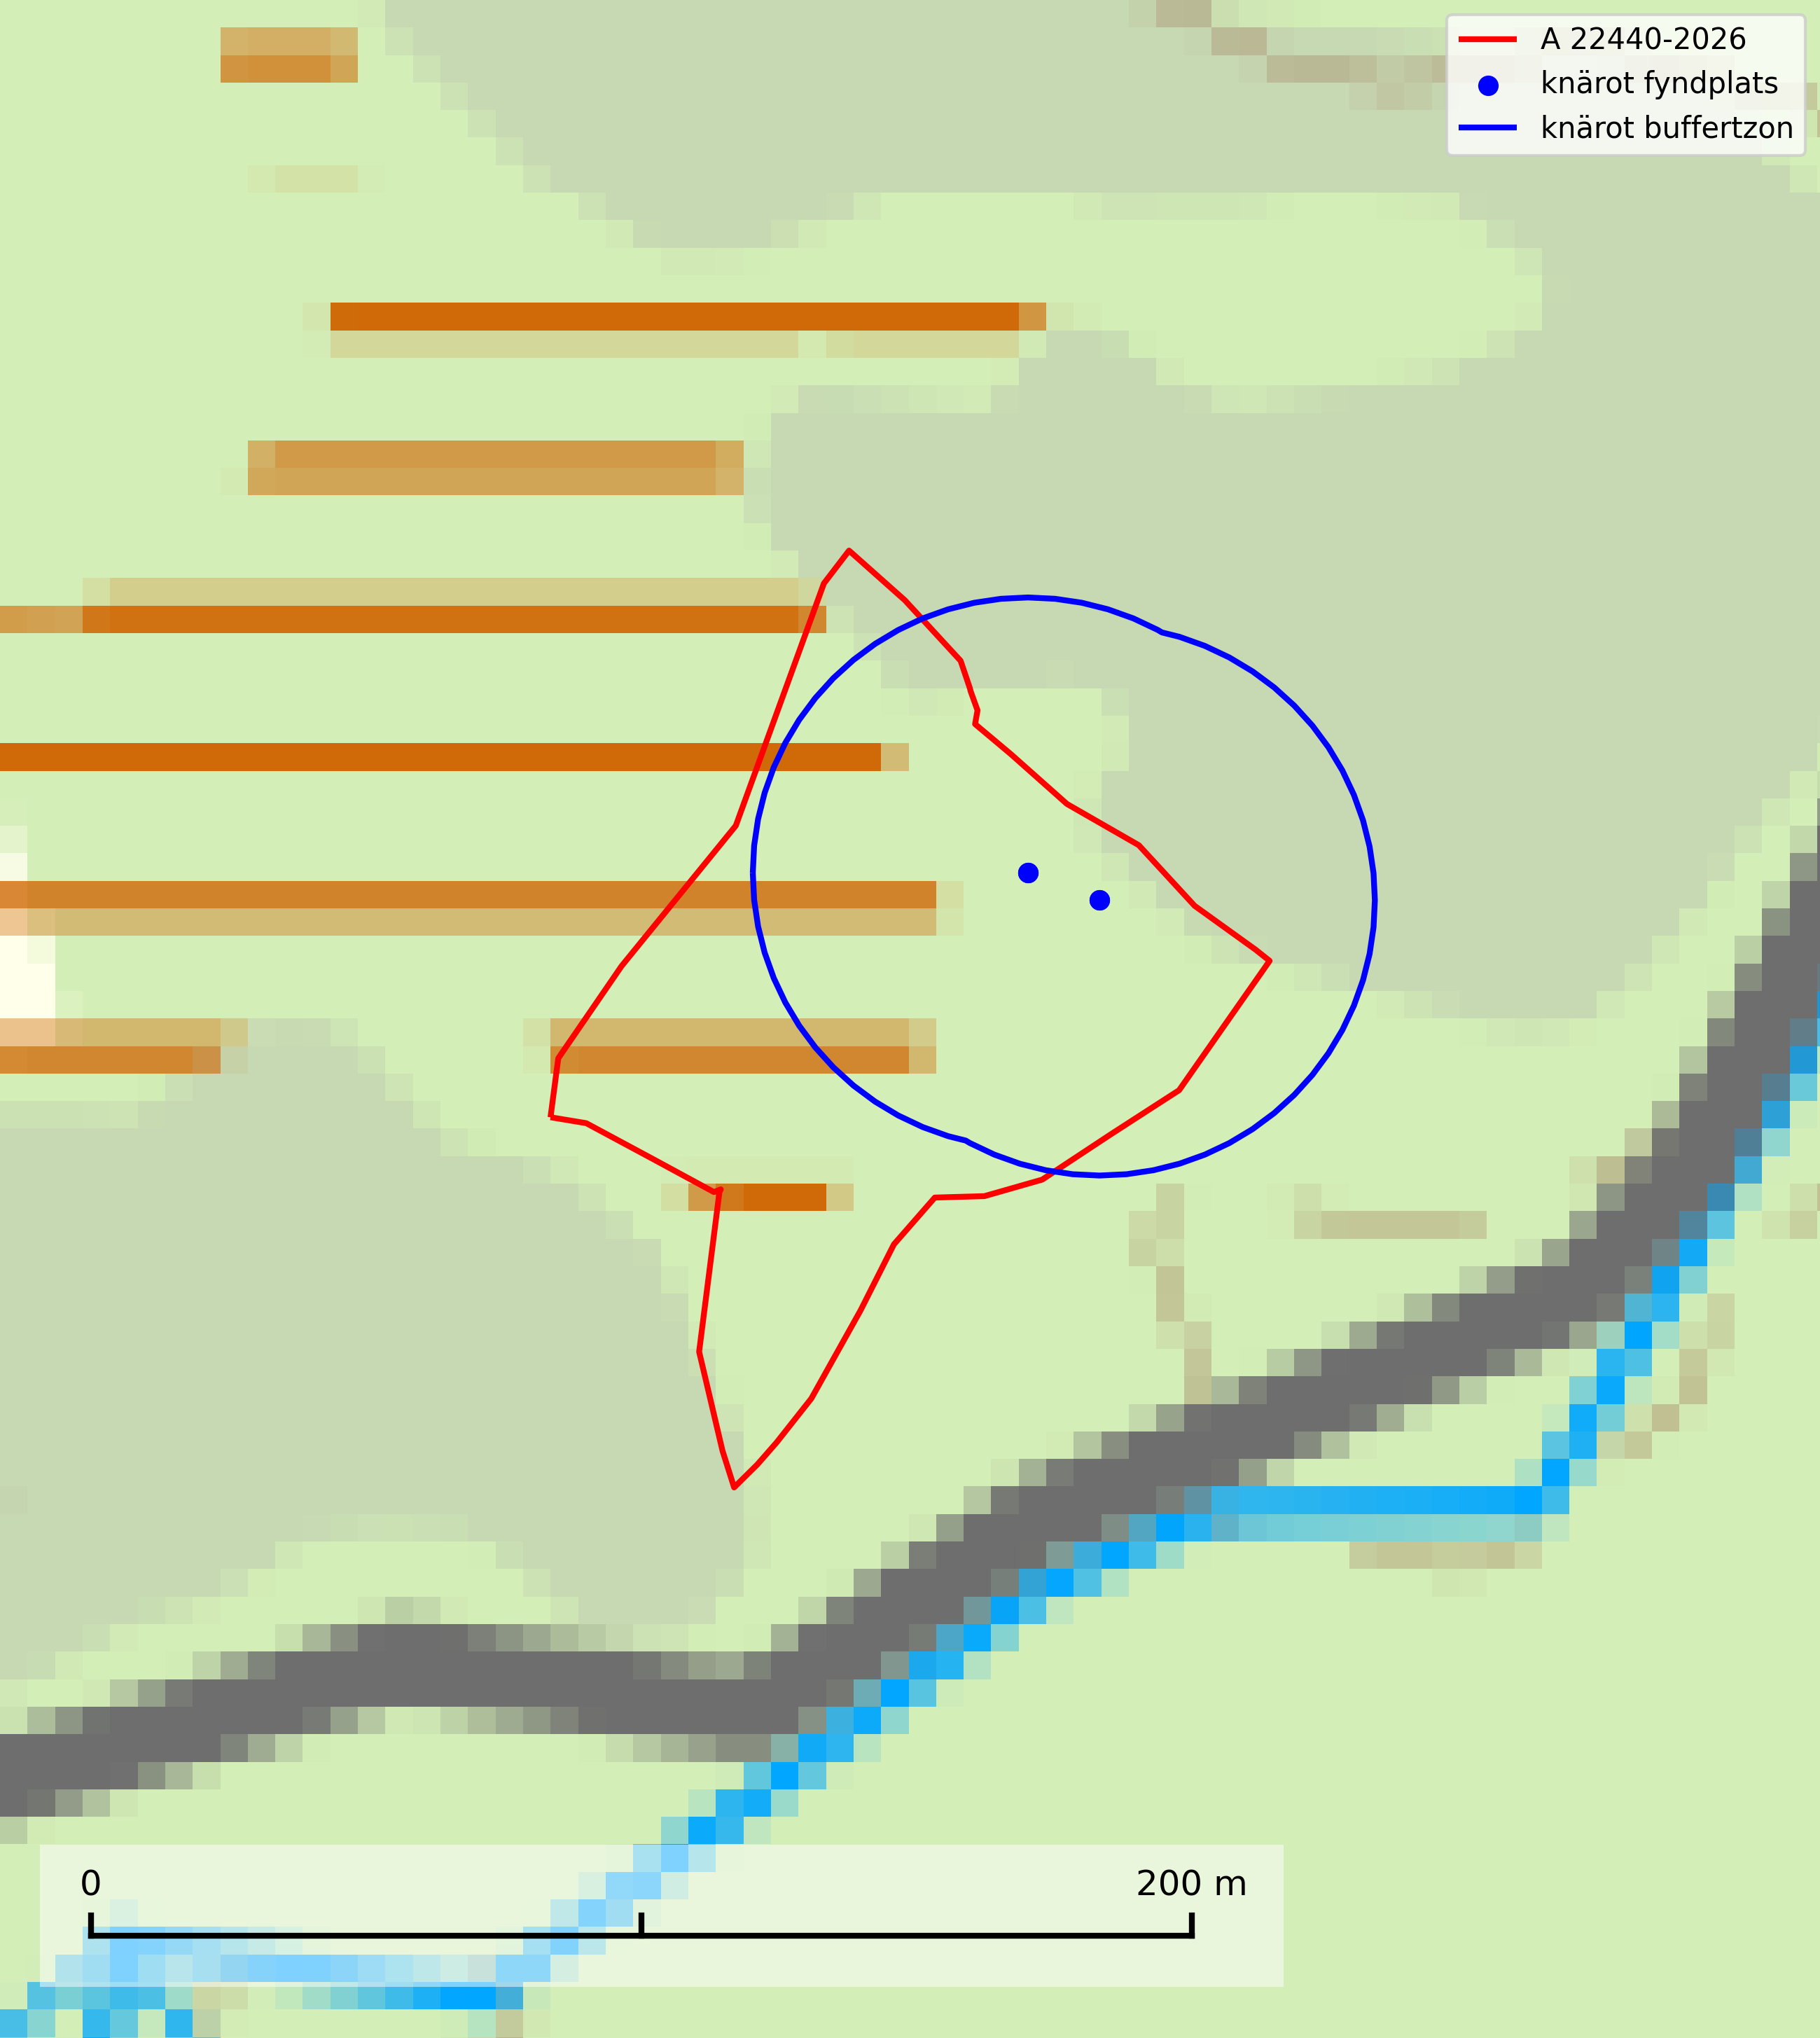 A 22440-2026
knärot fyndplats
knärot buffertzon
0
200 m